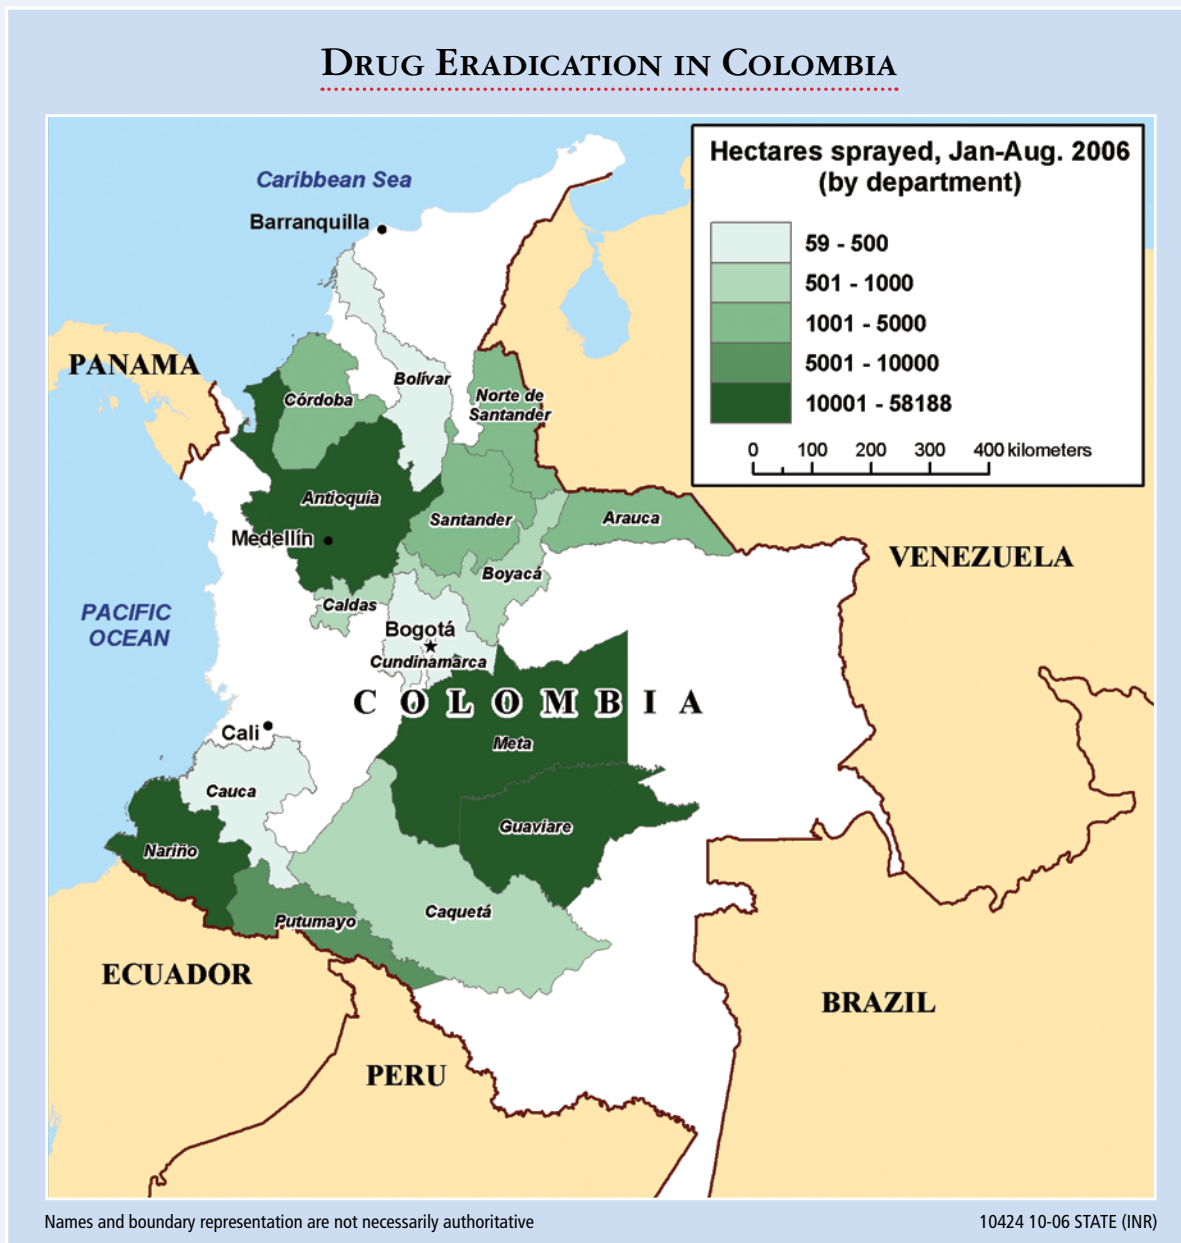 DRUG ERADICATION IN COLOMBIA
Hectares sprayed, Jan-Aug. 2006
(by department)
59 - 500
501 - 1000
1001 - 5000
5001 - 10000
10001 - 58188
0 100 200 300 400 kilometers
Caribbean Sea
Barranquilla
PANAMA
Bolívar
Córdoba
Norte de
Santander
Antioquia
Santander
Arauca
Medellín
VENEZUELA
Boyacá
Caldas
PACIFIC
OCEAN
Bogotá
Cundinamarca
COLOMBIA
Cali
Meta
Cauca
Guaviare
Nariño
Caquetá
Putumayo
ECUADOR
BRAZIL
PERU
Names and boundary representation are not necessarily authoritative
10424 10-06 STATE (INR)